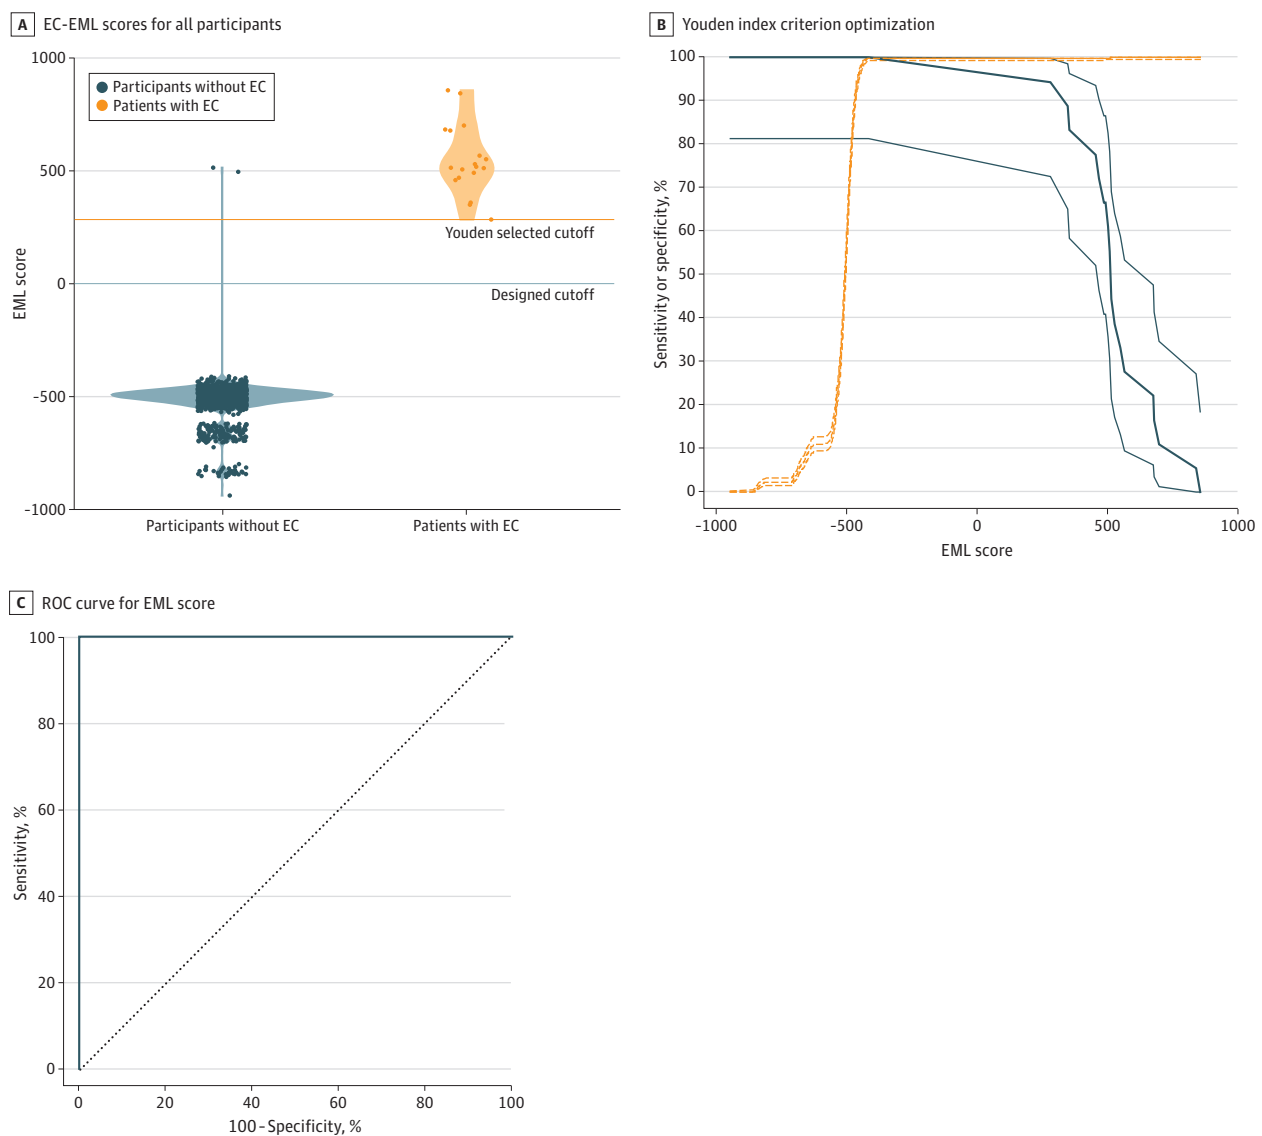 A EC-EML scores for all participants
1000
500
0
-500
-1000
EML score
Participants without EC
Patients with EC
Youden selected cutoff
Designed cutoff
Participants without EC
Patients with EC
B Youden index criterion optimization
100
90
80
70
60
50
40
30
20
10
0
Sensitivity or specificity, %
-1000
-500
0
500
1000
EML score
C ROC curve for EML score
100
80
60
40
20
0
Sensitivity, %
0
20
40
60
80
100
100 - Specificity, %